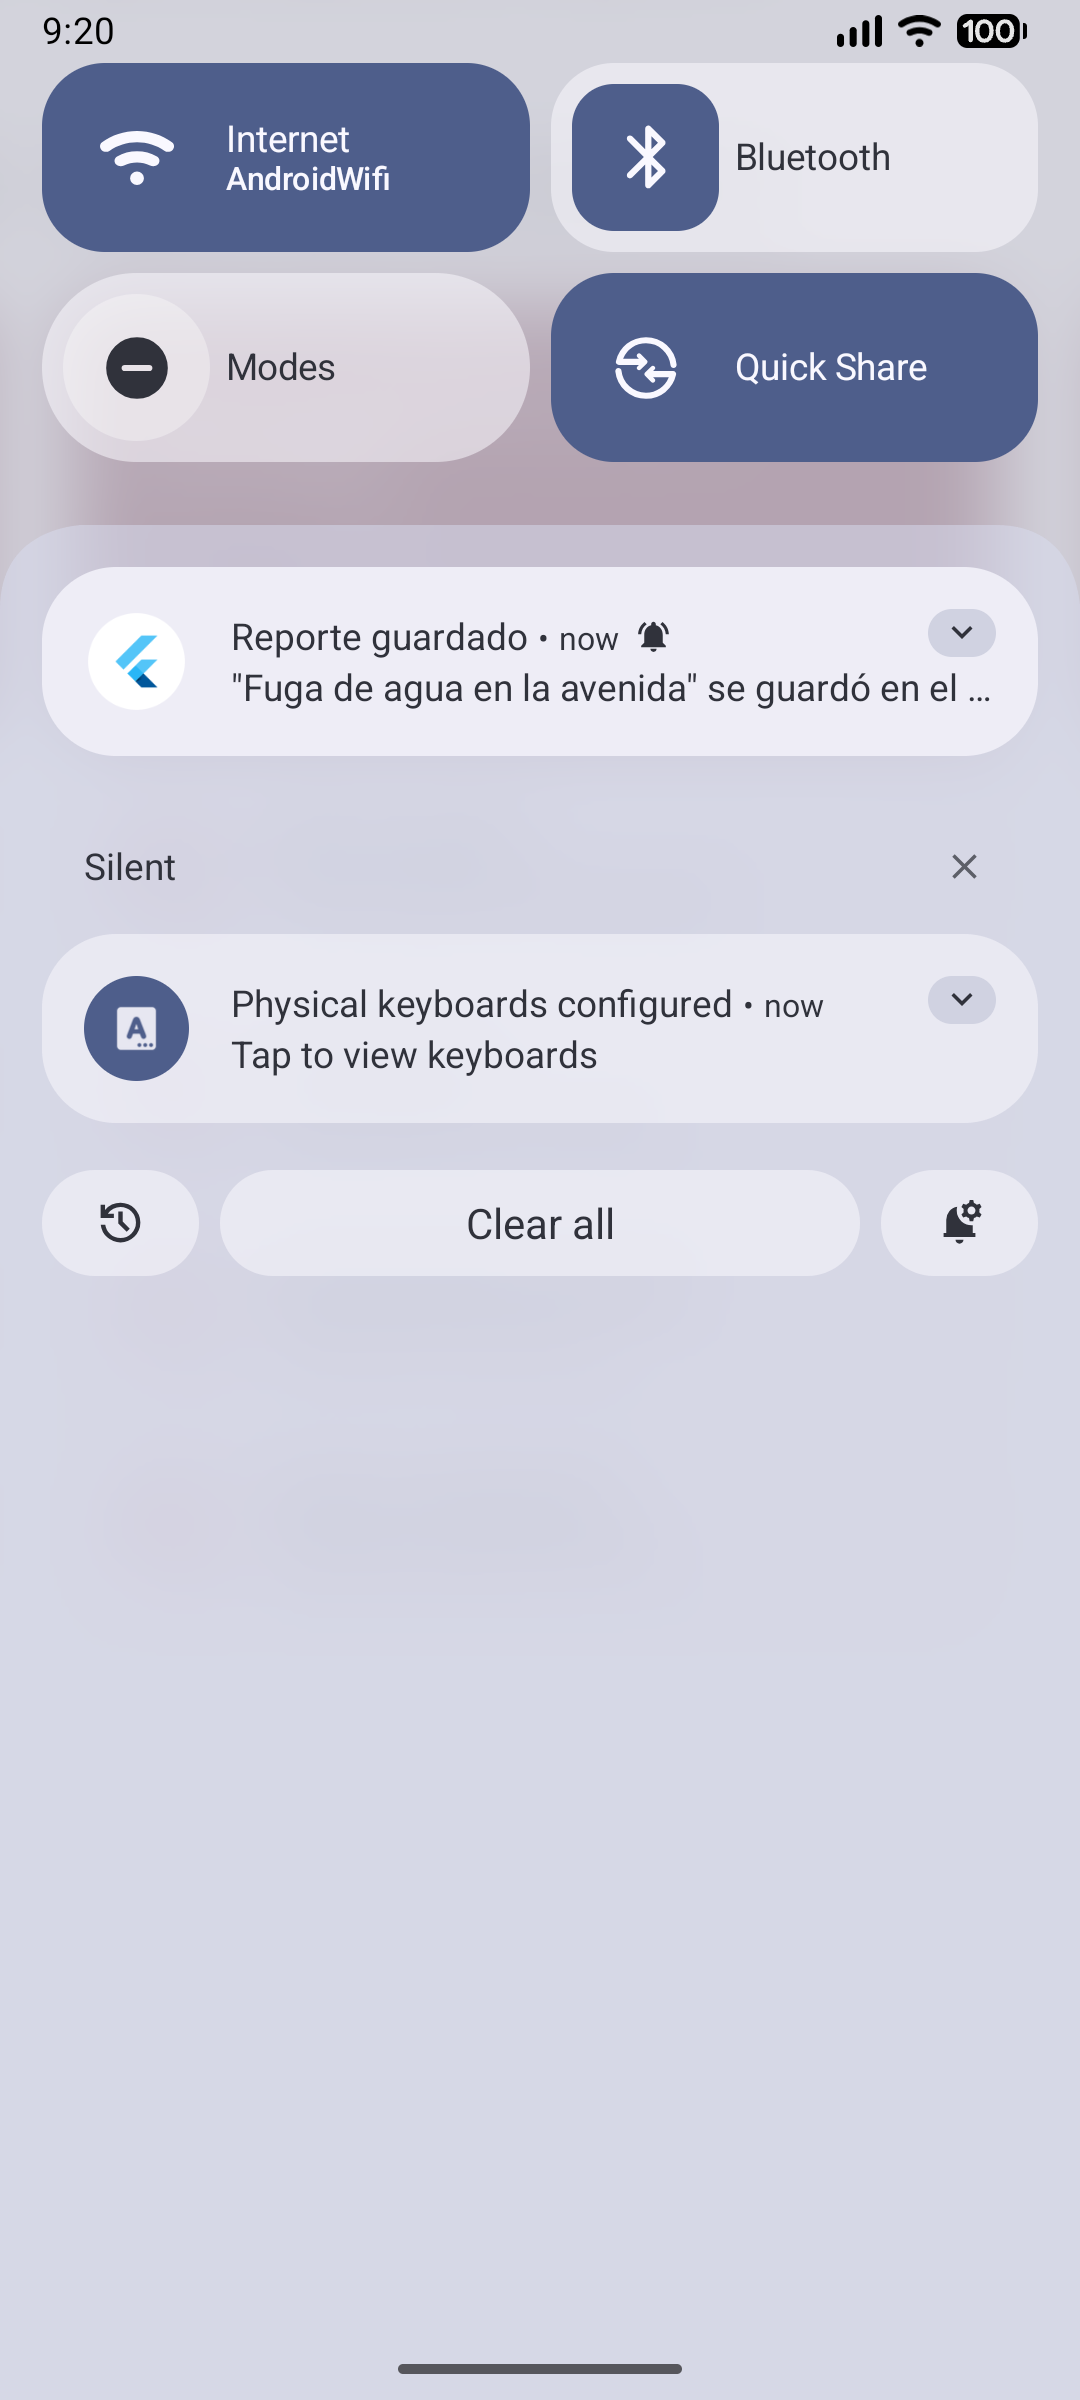 9:20
100
Internet
AndroidWifi
Bluetooth
Modes
Quick Share
Reporte guardado • now
"Fuga de agua en la avenida" se guardó en el …
Silent
Physical keyboards configured • now
Tap to view keyboards
Clear all